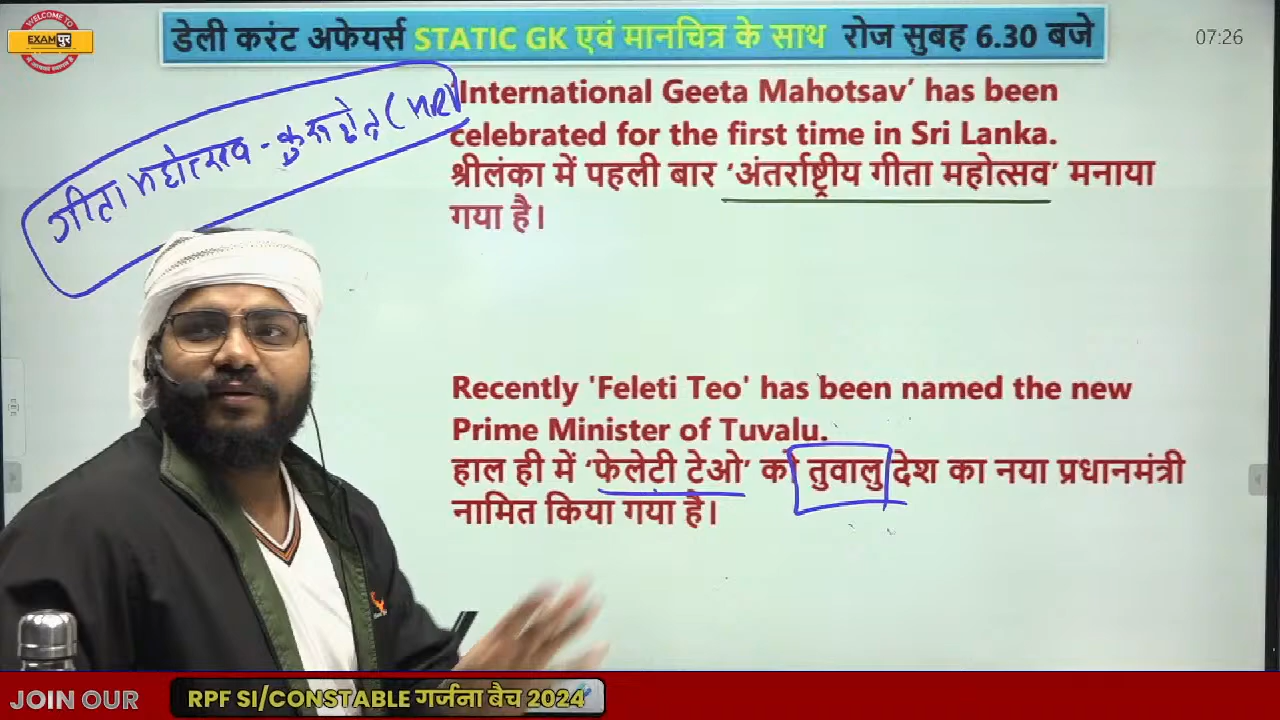 WELCOME TO
EXAMपुर
डेली करंट अफेयर्स STATIC GK एवं मानचित्र के साथ रोज सुबह 6.30 बजे
07:26
गीता महोत्सव - कुरुक्षेत्र (HR)
'International Geeta Mahotsav’ has been
celebrated for the first time in Sri Lanka.
श्रीलंका में पहली बार ‘अंतर्राष्ट्रीय गीता महोत्सव’ मनाया
गया है।
Recently 'Feleti Teo' has been named the new
Prime Minister of Tuvalu.
हाल ही में ‘फेलेटी टेओ’ को तुवालु देश का नया प्रधानमंत्री
नामित किया गया है।
JOIN OUR
RPF SI/CONSTABLE गर्जना बैच 2024